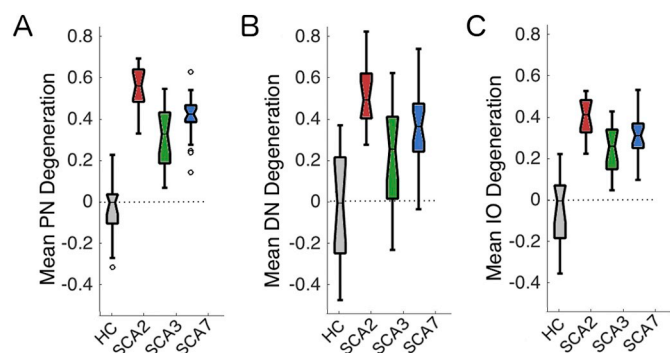 A
Mean PN Degeneration
0.8
0.6
0.4
0.2
0
-0.2
-0.4
HC
SCA2
SCA3
SCA7
B
Mean DN Degeneration
0.8
0.6
0.4
0.2
0
-0.2
-0.4
HC
SCA2
SCA3
SCA7
C
Mean IO Degeneration
0.8
0.6
0.4
0.2
0
-0.2
-0.4
HC
SCA2
SCA3
SCA7